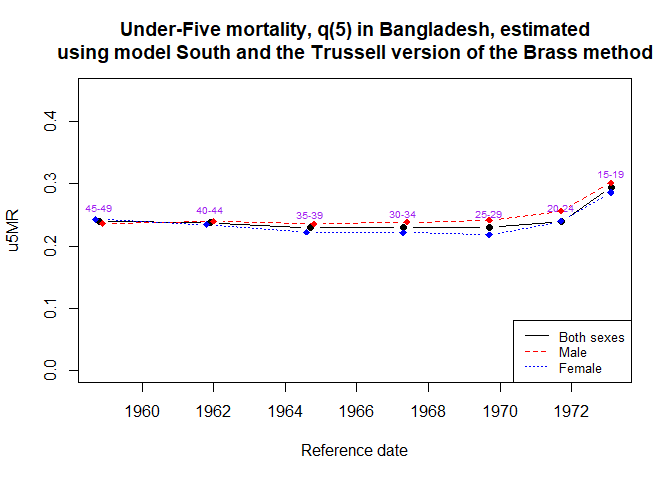 Under-Five mortality, q(5) in Bangladesh, estimated
using model South and the Trussell version of the Brass method
u5MR
0.4
0.3
0.2
0.1
0.0
45-49
40-44
35-39
30-34
25-29
20-24
15-19
Both sexes
Male
Female
1960
1962
1964
1966
1968
1970
1972
Reference date